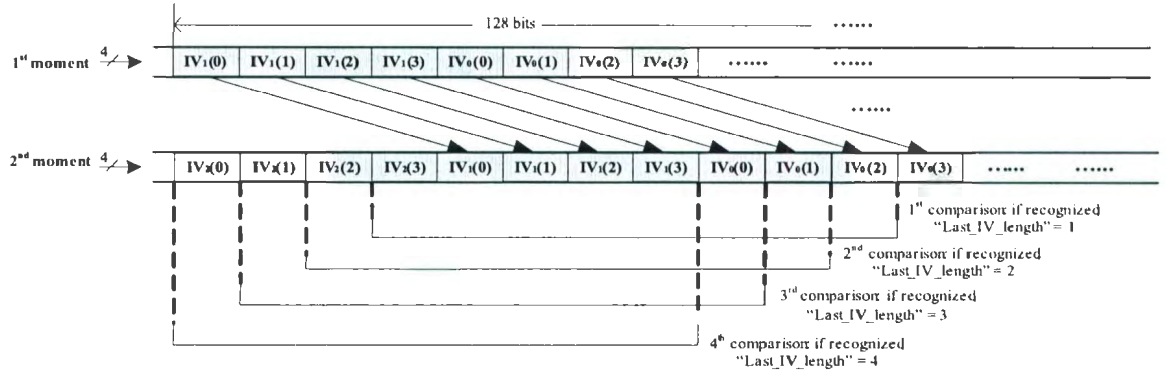 128 bits ......
1st moment 4 IV1(0) IV1(1) IV1(2) IV1(3) IV0(0) IV0(1) IV0(2) IV0(3) ...... ......
......
2nd moment 4 IV2(0) IV2(1) IV2(2) IV2(3) IV1(0) IV1(1) IV1(2) IV1(3) IV0(0) IV0(1) IV0(2) IV0(3) ...... ......
1st comparison if recognized
“Last_IV_length” = 1
2nd comparison if recognized
“Last_IV_length” = 2
3rd comparison if recognized
“Last_IV_length” = 3
4th comparison if recognized
“Last_IV_length” = 4